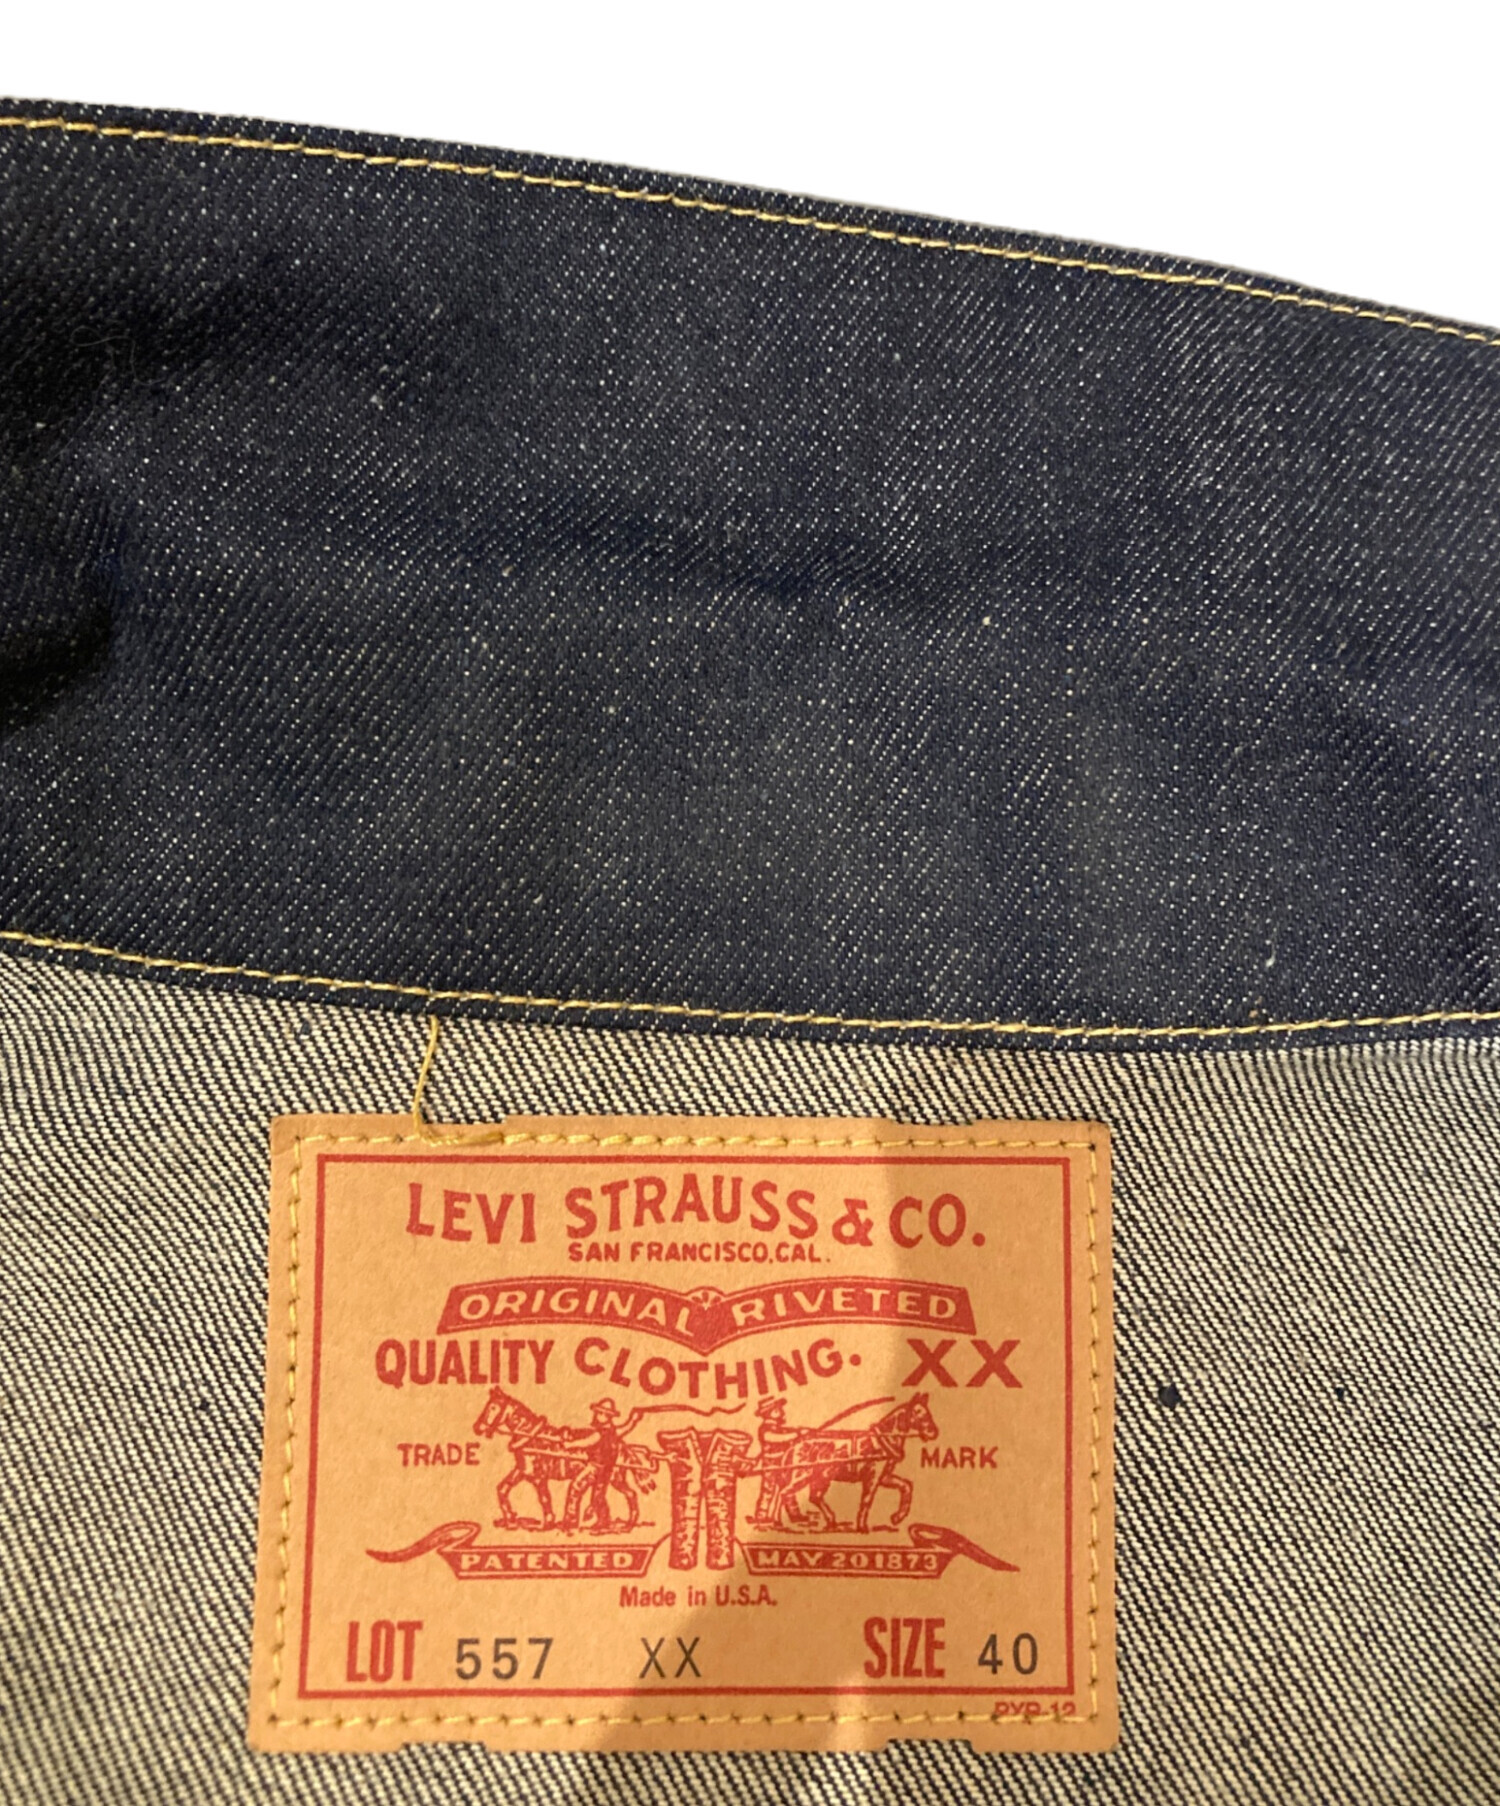 LEVI STRAUSS & CO.
SAN FRANCISCO, CAL.
ORIGINAL RIVETED
QUALITY CLOTHING. XX
TRADE MARK
PATENTED MAY 20 1873
Made in U.S.A.
LOT 557 XX SIZE 40